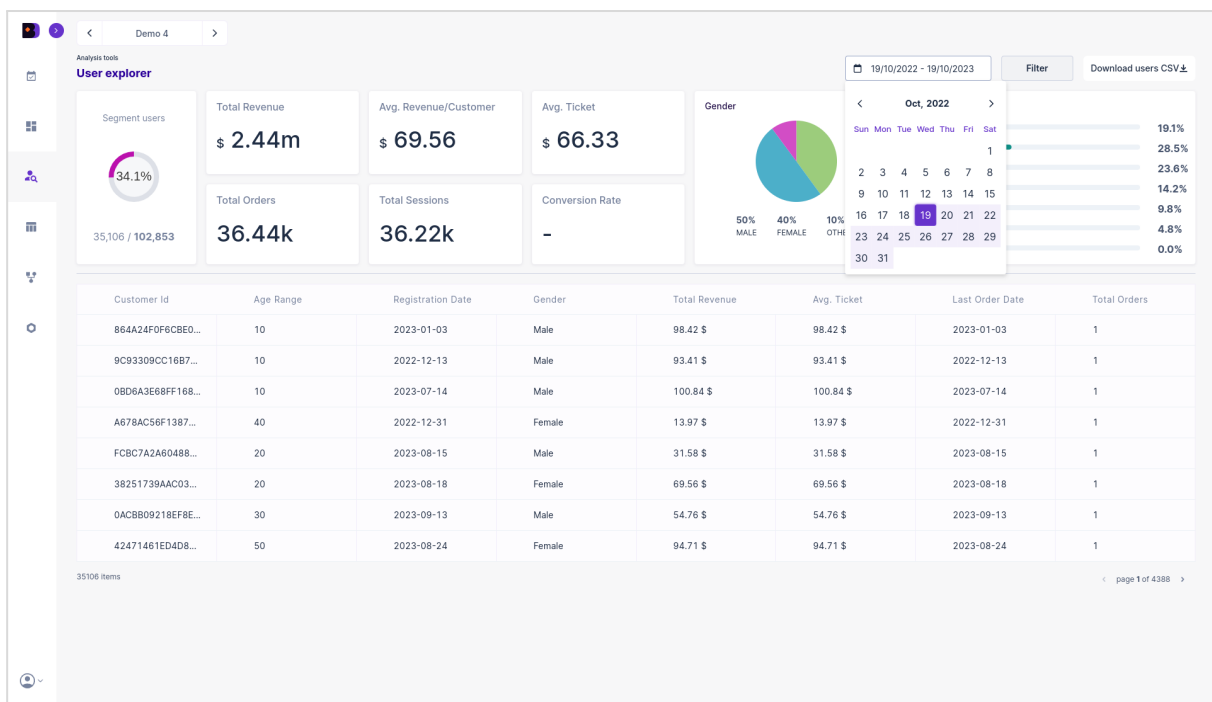 Demo 4
Analysis tools
User explorer
19/10/2022 - 19/10/2023
Filter
Download users CSV
Segment users
34.1%
35,106 / 102,853
Total Revenue
$ 2.44m
Avg. Revenue/Customer
$ 69.56
Avg. Ticket
$ 66.33
Total Orders
36.44k
Total Sessions
36.22k
Conversion Rate
-
Gender
50% 40% 10%
MALE FEMALE OTHE
Oct, 2022
Sun Mon Tue Wed Thu Fri Sat
1
2 3 4 5 6 7 8
9 10 11 12 13 14 15
16 17 18 19 20 21 22
23 24 25 26 27 28 29
30 31
19.1%
28.5%
23.6%
14.2%
9.8%
4.8%
0.0%
Customer Id Age Range Registration Date Gender Total Revenue Avg. Ticket Last Order Date Total Orders
864A24F0F6CBE0... 10 2023-01-03 Male 98.42 $ 98.42 $ 2023-01-03 1
9C93309CC16B7... 10 2022-12-13 Male 93.41 $ 93.41 $ 2022-12-13 1
0BD6A3E68FF168... 10 2023-07-14 Male 100.84 $ 100.84 $ 2023-07-14 1
A678AC56F1387... 40 2022-12-31 Female 13.97 $ 13.97 $ 2022-12-31 1
FCBC7A2A60488... 20 2023-08-15 Male 31.58 $ 31.58 $ 2023-08-15 1
38251739AAC03... 20 2023-08-18 Female 69.56 $ 69.56 $ 2023-08-18 1
0ACBB09218EF8E... 30 2023-09-13 Male 54.76 $ 54.76 $ 2023-09-13 1
42471461ED4D8... 50 2023-08-24 Female 94.71 $ 94.71 $ 2023-08-24 1
35106 items
page 1 of 4388